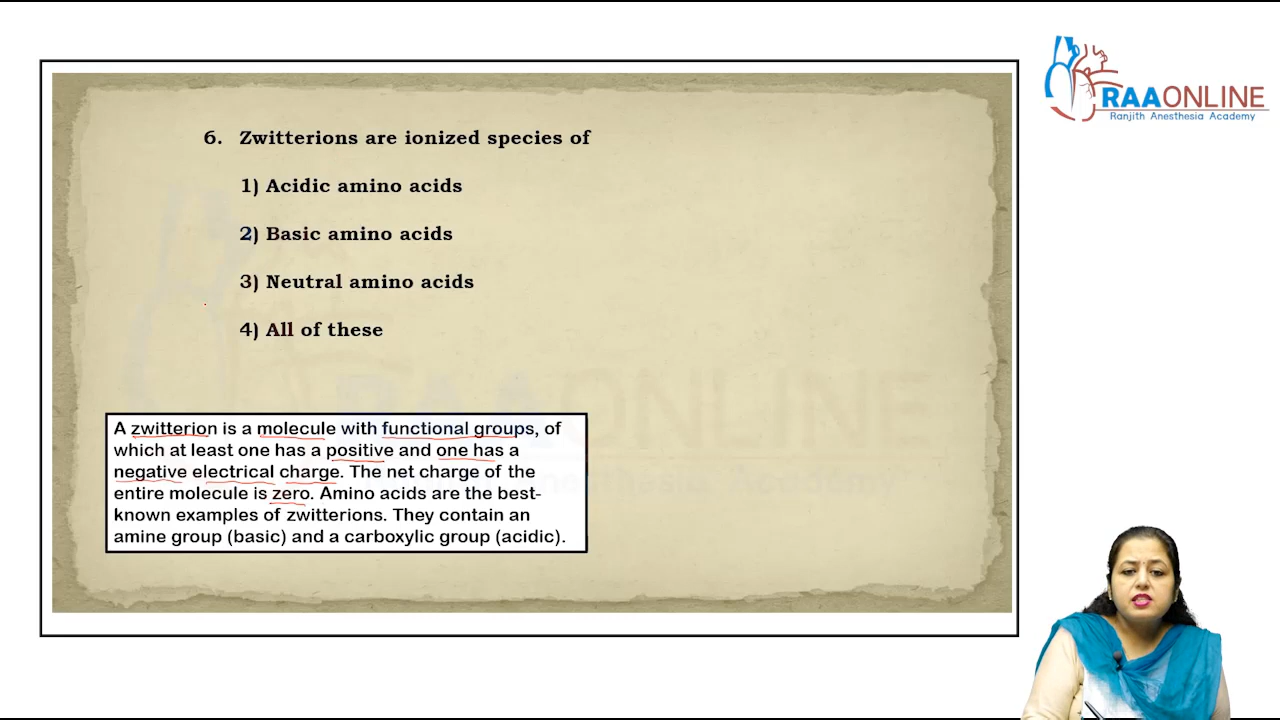 RAAONLINE
Ranjith Anesthesia Academy
6. Zwitterions are ionized species of
1) Acidic amino acids
2) Basic amino acids
3) Neutral amino acids
4) All of these
RAAONLINE
Anesthesia Academy
A zwitterion is a molecule with functional groups, of
which at least one has a positive and one has a
negative electrical charge. The net charge of the
entire molecule is zero. Amino acids are the best-
known examples of zwitterions. They contain an
amine group (basic) and a carboxylic group (acidic).